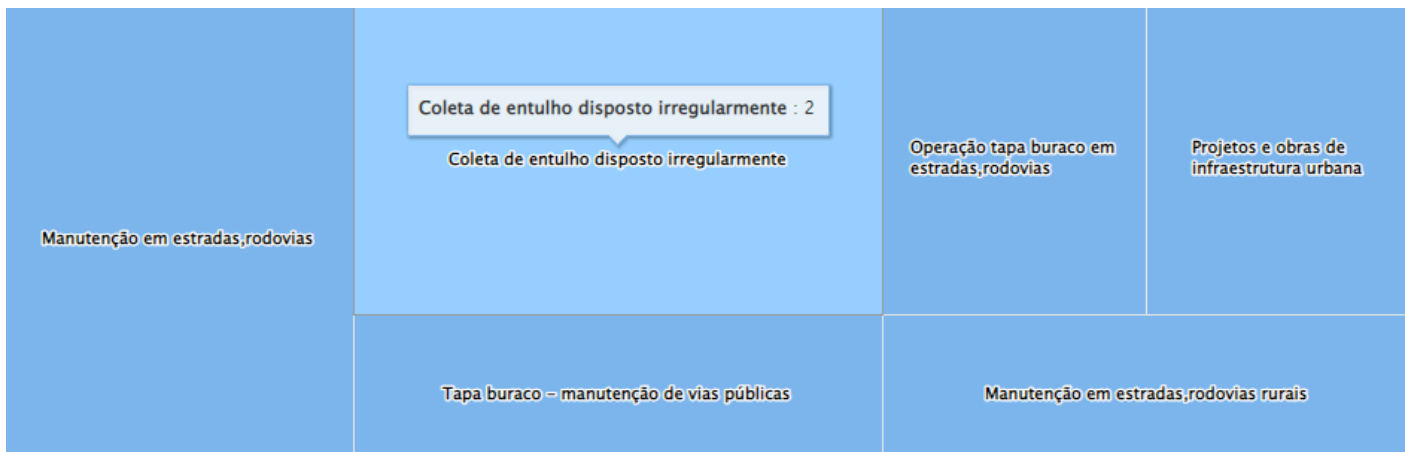 Coleta de entulho disposto irregularmente : 2
Coleta de entulho disposto irregularmente
Operação tapa buraco em
estradas,rodovias
Projetos e obras de
infraestrutura urbana
Manutenção em estradas,rodovias
Tapa buraco – manutenção de vias públicas
Manutenção em estradas,rodovias rurais